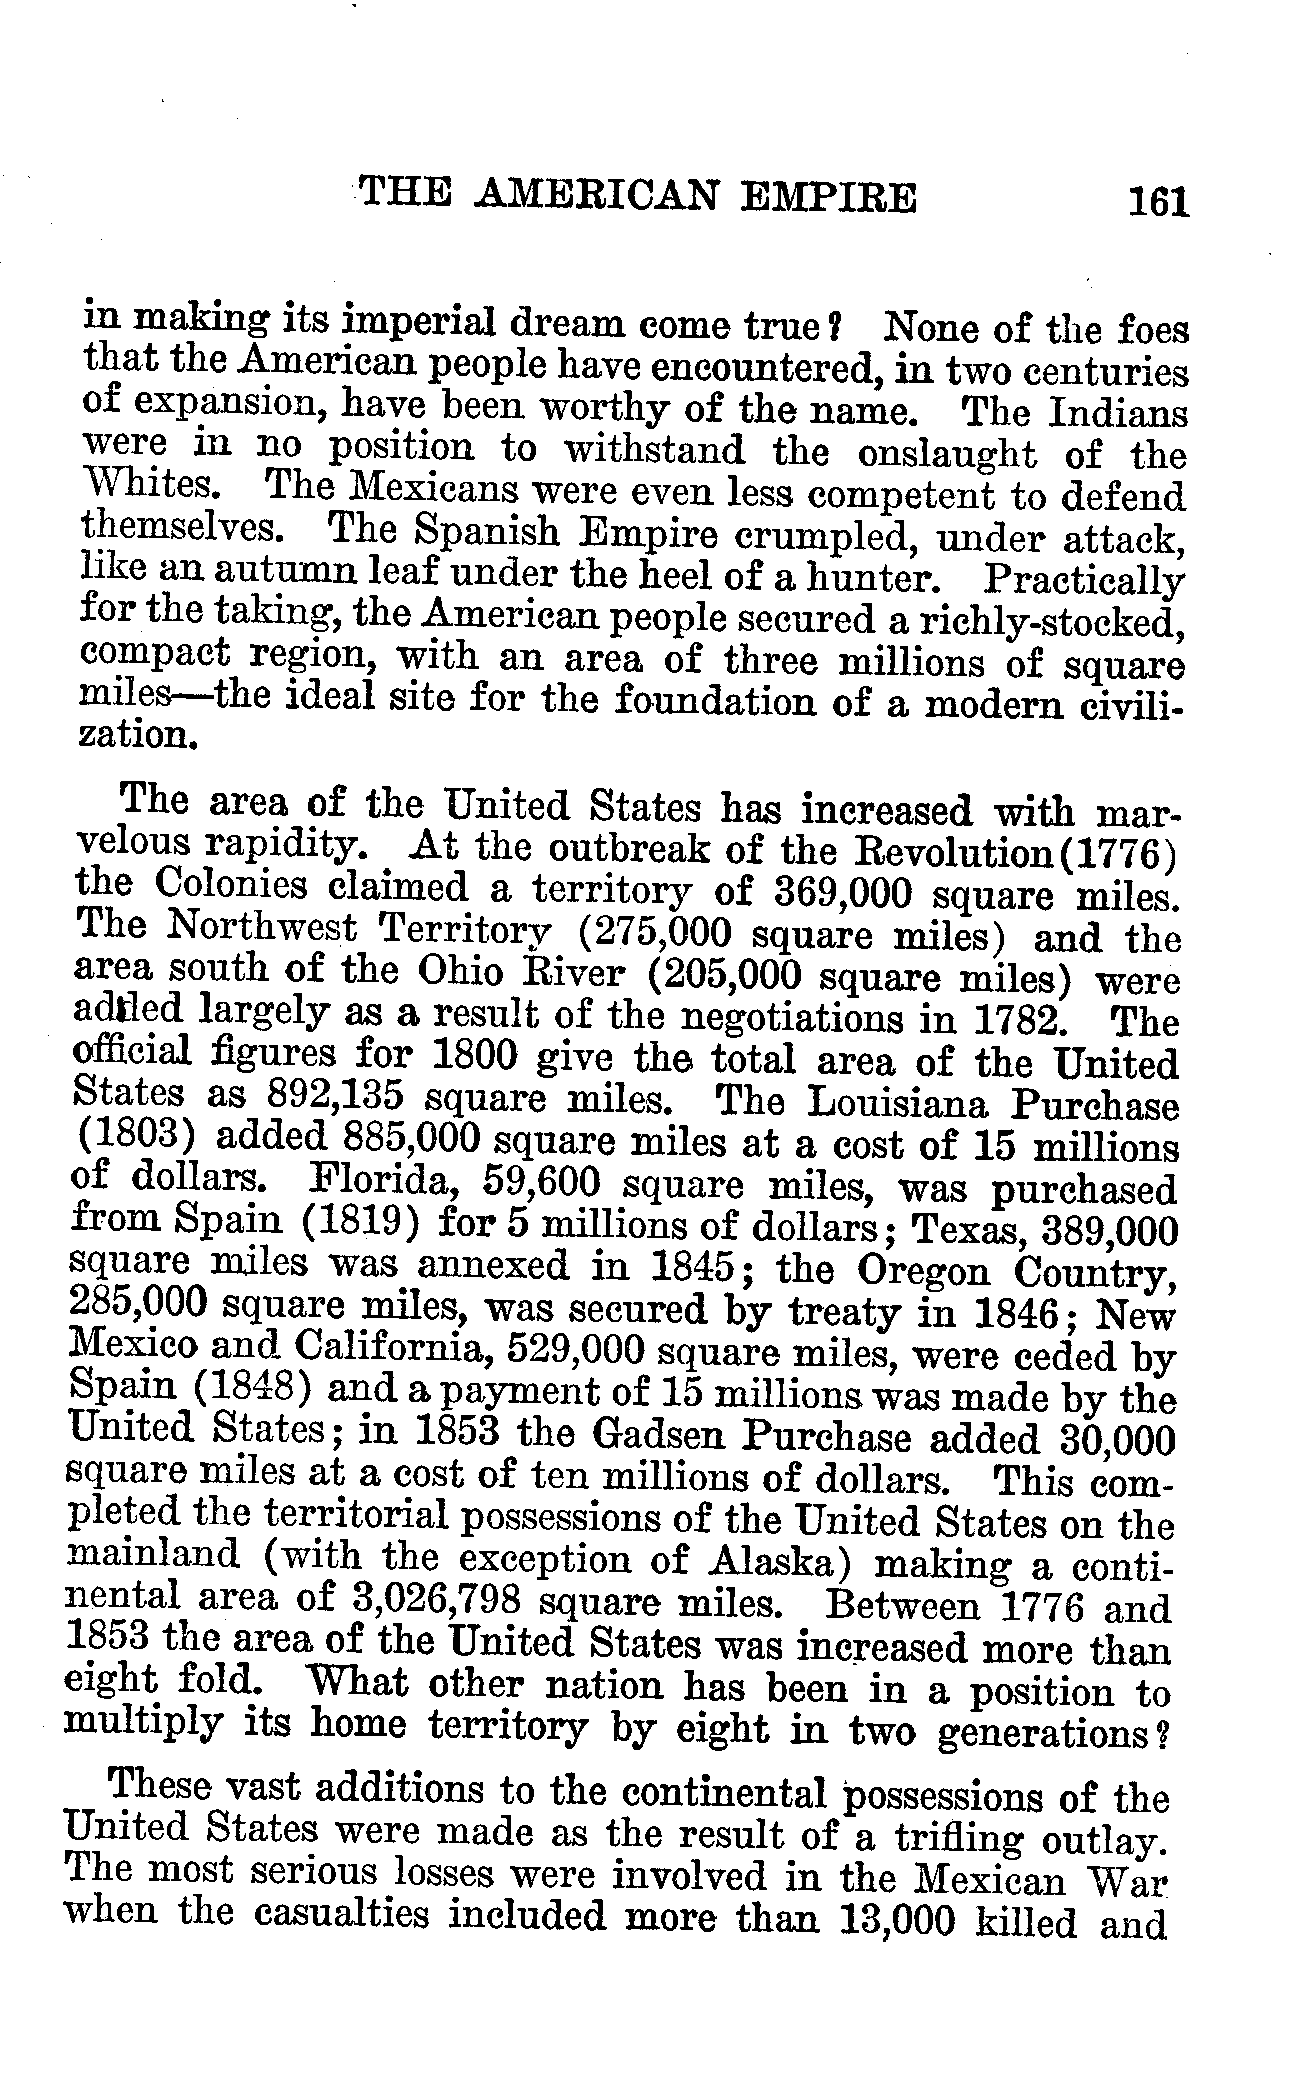 THE AMERICAN EMPIRE 161
in making its imperial dream come true? None of the foes
that the American people have encountered, in two centuries
of expansion, have been worthy of the name. The Indians
were in no position to withstand the onslaught of the
Whites. The Mexicans were even less competent to defend
themselves. The Spanish Empire crumpled, under attack,
like an autumn leaf under the heel of a hunter. Practically
for the taking, the American people secured a richly-stocked,
compact region, with an area of three millions of square
miles—the ideal site for the foundation of a modern civili-
zation.
The area of the United States has increased with mar-
velous rapidity. At the outbreak of the Revolution(1776)
the Colonies claimed a territory of 369,000 square miles.
The Northwest Territory (275,000 square miles) and the
area south of the Ohio River (205,000 square miles) were
added largely as a result of the negotiations in 1782. The
official figures for 1800 give the total area of the United
States as 892,135 square miles. The Louisiana Purchase
(1803) added 885,000 square miles at a cost of 15 millions
of dollars. Florida, 59,600 square miles, was purchased
from Spain (1819) for 5 millions of dollars; Texas, 389,000
square miles was annexed in 1845; the Oregon Country,
285,000 square miles, was secured by treaty in 1846; New
Mexico and California, 529,000 square miles, were ceded by
Spain (1848) and a payment of 15 millions was made by the
United States; in 1853 the Gadsen Purchase added 30,000
square miles at a cost of ten millions of dollars. This com-
pleted the territorial possessions of the United States on the
mainland (with the exception of Alaska) making a conti-
nental area of 3,026,798 square miles. Between 1776 and
1853 the area of the United States was increased more than
eight fold. What other nation has been in a position to
multiply its home territory by eight in two generations?
These vast additions to the continental possessions of the
United States were made as the result of a trifling outlay.
The most serious losses were involved in the Mexican War
when the casualties included more than 13,000 killed and